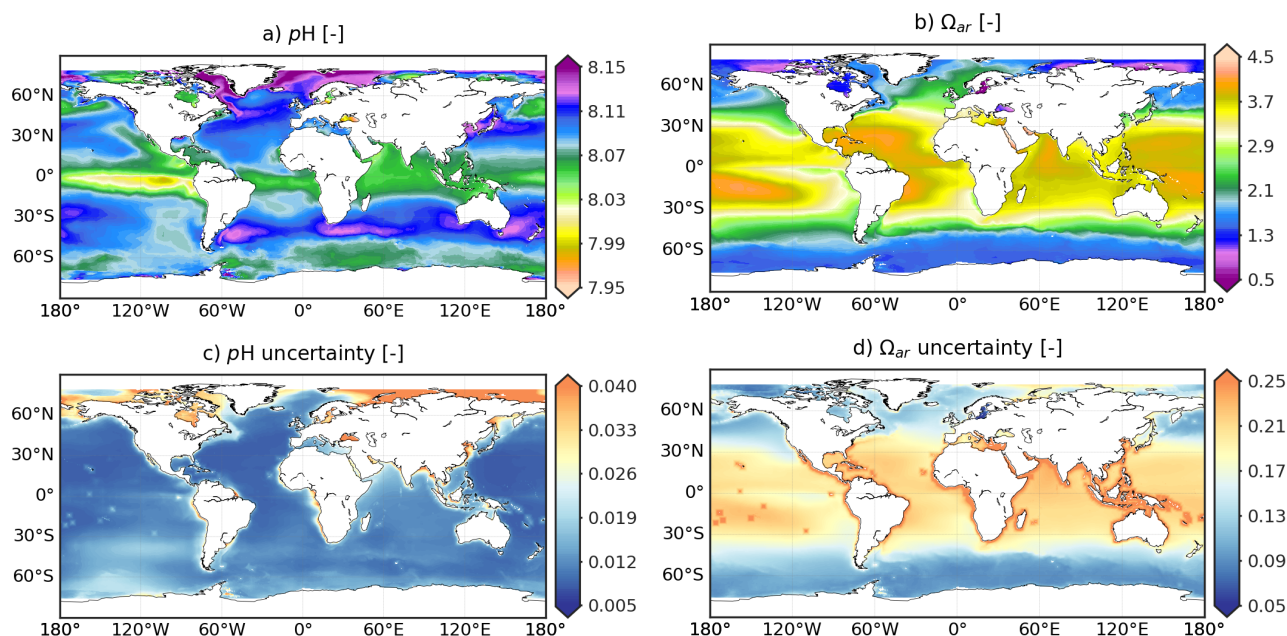 a) pH [-]
8.15
8.11
8.07
8.03
7.99
7.95
60°N
30°N
0°
30°S
60°S
180° 120°W 60°W 0° 60°E 120°E 180°
b) Ωar [-]
4.5
3.7
2.9
2.1
1.3
0.5
60°N
30°N
0°
30°S
60°S
180° 120°W 60°W 0° 60°E 120°E 180°
c) pH uncertainty [-]
0.040
0.033
0.026
0.019
0.012
0.005
60°N
30°N
0°
30°S
60°S
180° 120°W 60°W 0° 60°E 120°E 180°
d) Ωar uncertainty [-]
0.25
0.21
0.17
0.13
0.09
0.05
60°N
30°N
0°
30°S
60°S
180° 120°W 60°W 0° 60°E 120°E 180°